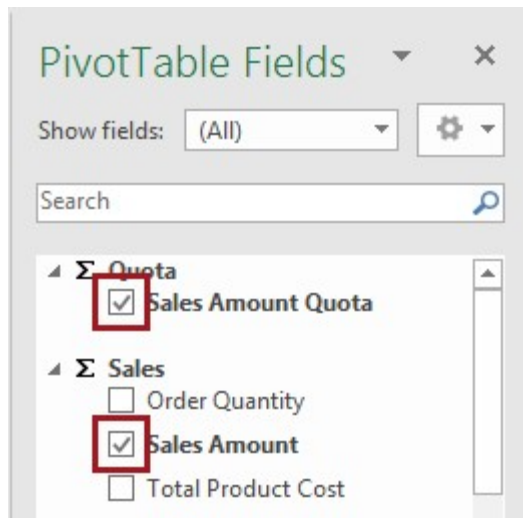 PivotTable Fields
Show fields: (All)
Search
Σ Quota
Sales Amount Quota
Σ Sales
Order Quantity
Sales Amount
Total Product Cost